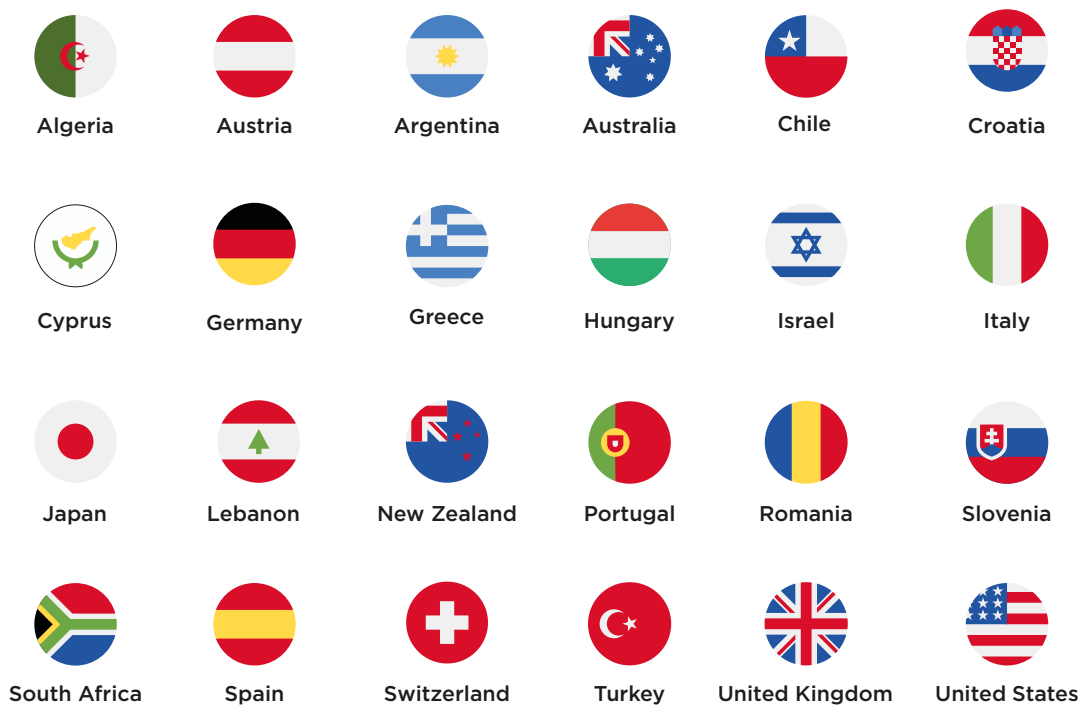 Algeria
Austria
Argentina
Australia
Chile
Croatia
Cyprus
Germany
Greece
Hungary
Israel
Italy
Japan
Lebanon
New Zealand
Portugal
Romania
Slovenia
South Africa
Spain
Switzerland
Turkey
United Kingdom
United States